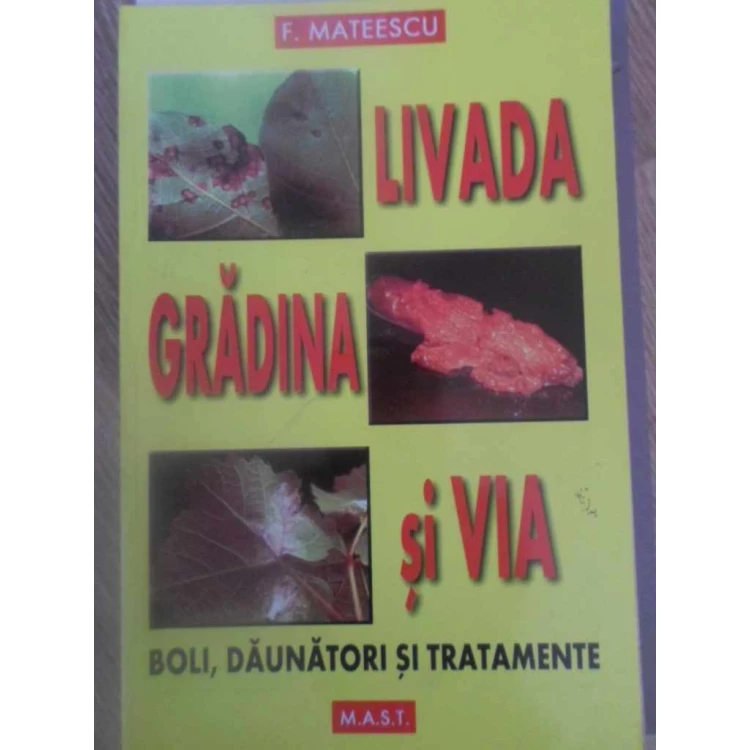 F. MATEESCU
LIVADA
GRĂDINA
și VIA
BOLI, DĂUNĂTORI ȘI TRATAMENTE
M.A.S.T.